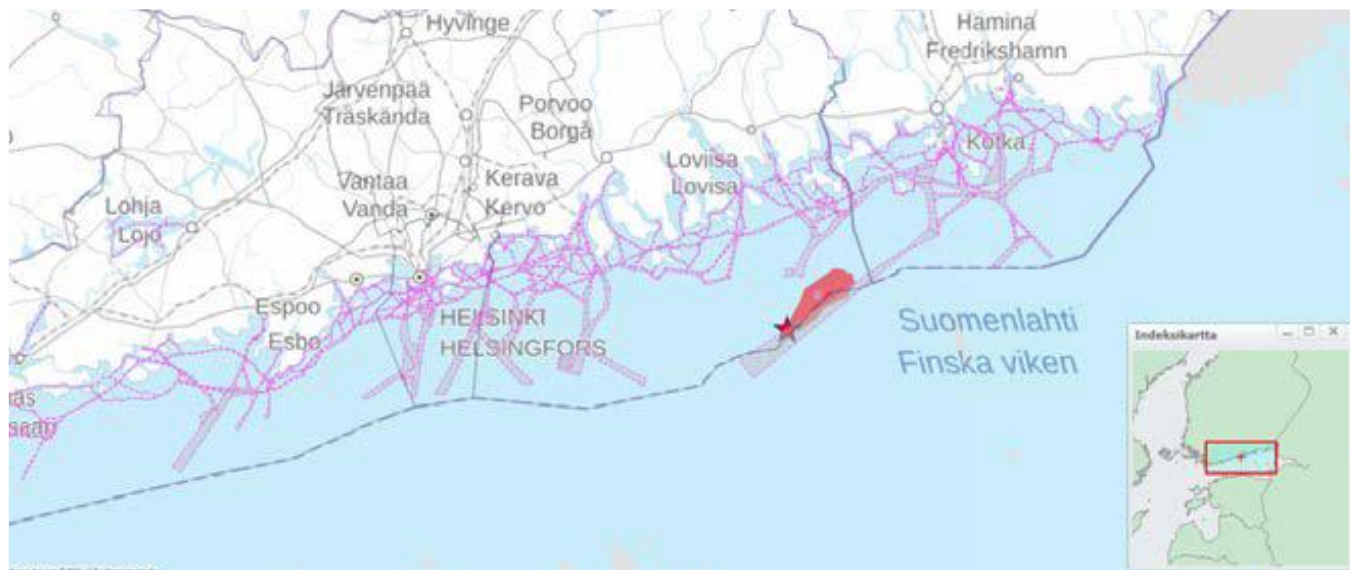 Hyvinge
Hamina
Fredrikshamn
Järvenpää
Träskända
Porvoo
Borgå
Kotka
Loviisa
Lovisa
Vantaa
Vanda
Kerava
Kervo
Lohja
Lojo
Espoo
Esbo
HELSINKI
HELSINGFORS
Suomenlahti
Finska viken
Indeksikartta